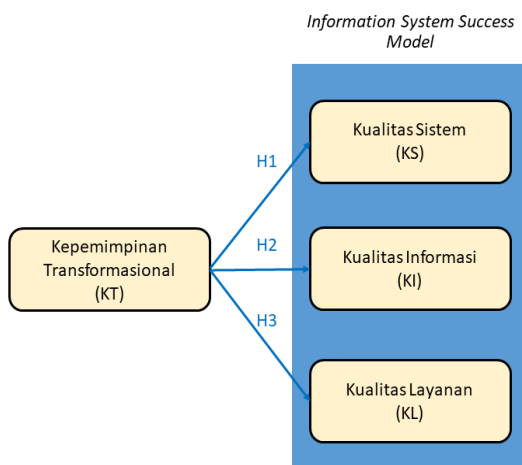 Information System Success
Model
Kualitas Sistem
(KS)
H1
Kepemimpinan
Transformasional
(KT)
H2
Kualitas Informasi
(KI)
H3
Kualitas Layanan
(KL)